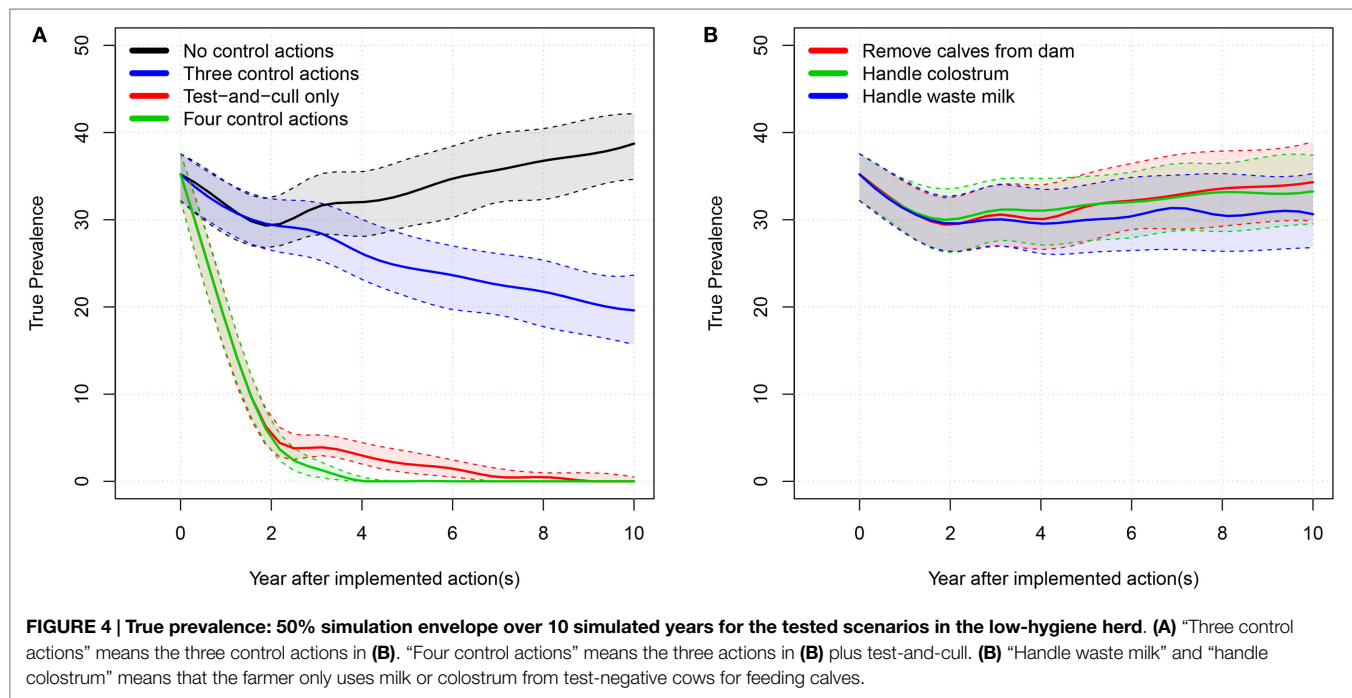 A
No control actions
Three control actions
Test−and−cull only
Four control actions
50
40
30
20
10
0
True Prevalence
0 2 4 6 8 10
Year after implemented action(s)
B
Remove calves from dam
Handle colostrum
Handle waste milk
50
40
30
20
10
0
True Prevalence
0 2 4 6 8 10
Year after implemented action(s)
FIGURE 4 | True prevalence: 50% simulation envelope over 10 simulated years for the tested scenarios in the low-hygiene herd. (A) “Three control
actions” means the three control actions in (B). “Four control actions” means the three actions in (B) plus test-and-cull. (B) “Handle waste milk” and “handle
colostrum” means that the farmer only uses milk or colostrum from test-negative cows for feeding calves.